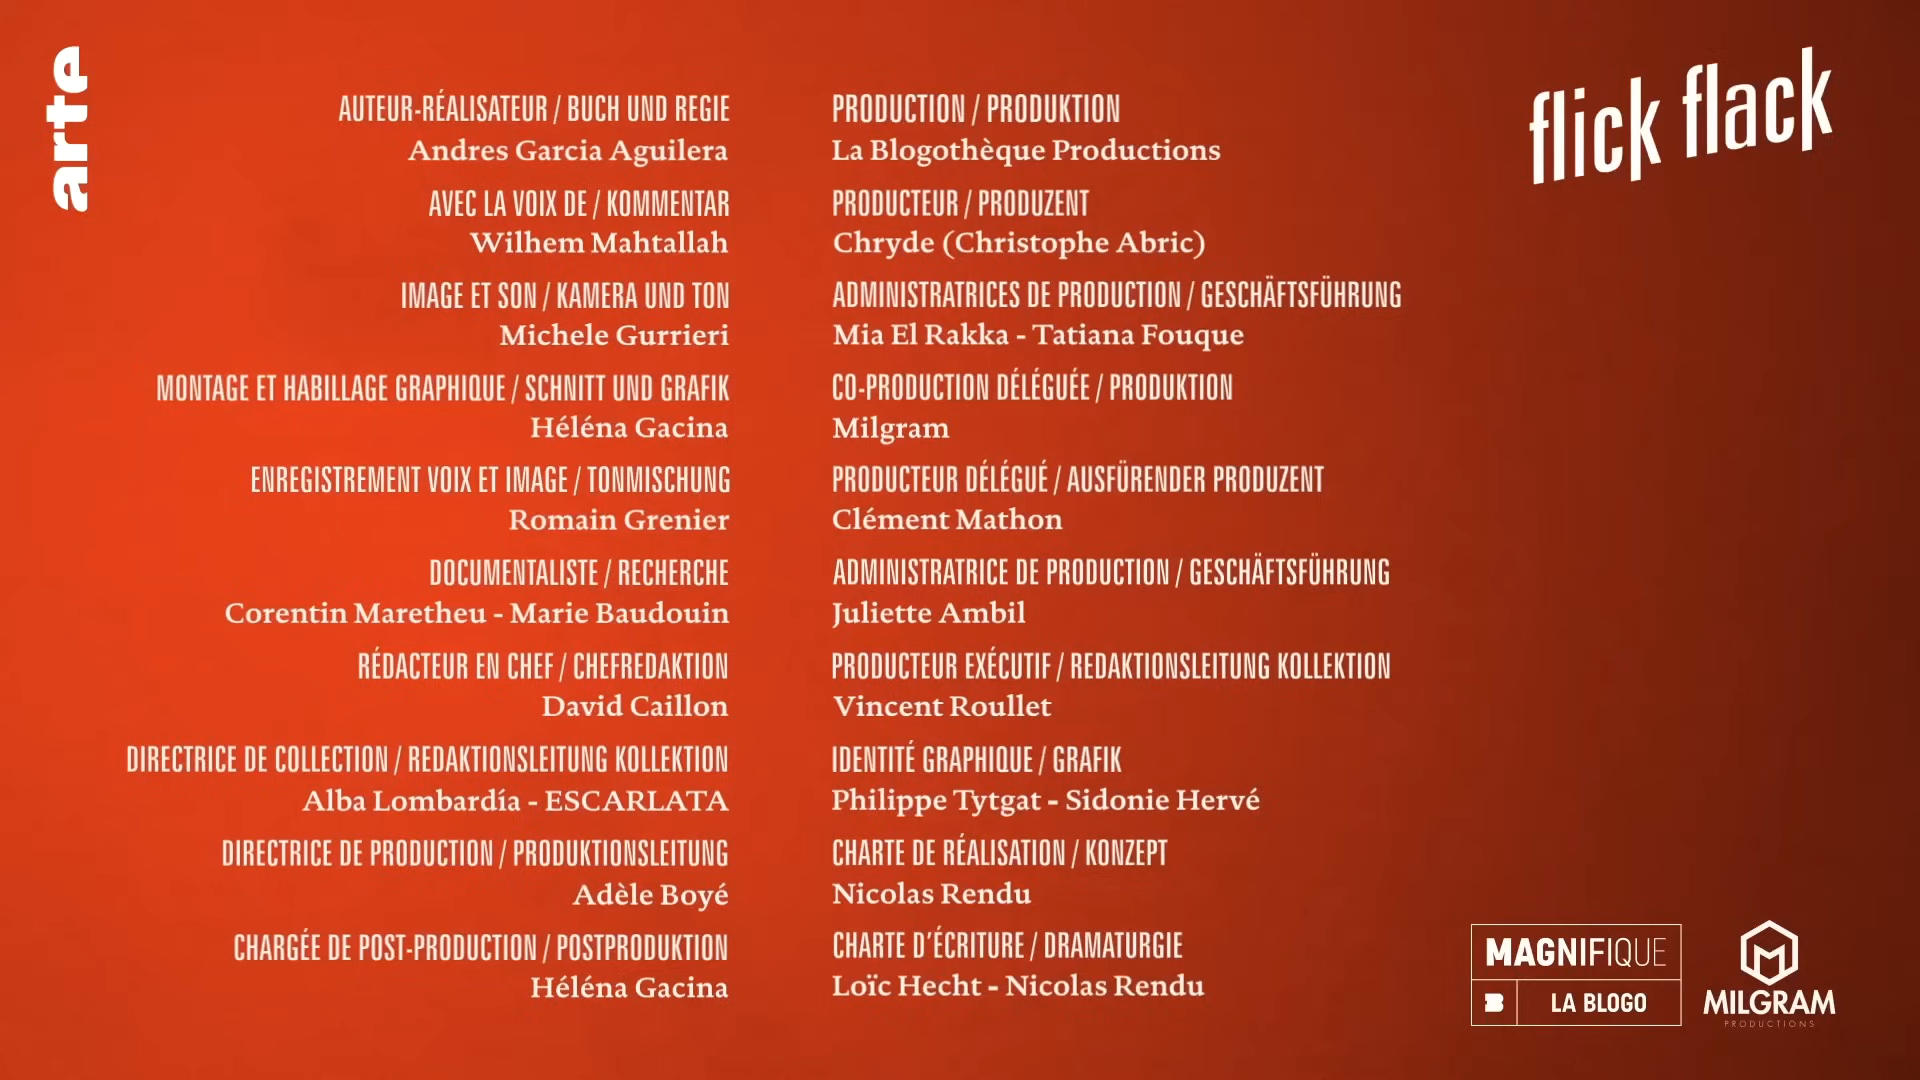 arte
AUTEUR-RÉALISATEUR / BUCH UND REGIE
Andres Garcia Aguilera
AVEC LA VOIX DE / KOMMENTAR
Wilhem Mahtallah
IMAGE ET SON / KAMERA UND TON
Michele Gurrieri
MONTAGE ET HABILLAGE GRAPHIQUE / SCHNITT UND GRAFIK
Héléna Gacina
ENREGISTREMENT VOIX ET IMAGE / TONMISCHUNG
Romain Grenier
DOCUMENTALISTE / RECHERCHE
Corentin Maretheu - Marie Baudouin
RÉDACTEUR EN CHEF / CHEFREDAKTION
David Caillon
DIRECTRICE DE COLLECTION / REDAKTIONSLEITUNG KOLLEKTION
Alba Lombardía - ESCARLATA
DIRECTRICE DE PRODUCTION / PRODUKTIONSLEITUNG
Adèle Boyé
CHARGÉE DE POST-PRODUCTION / POSTPRODUKTION
Héléna Gacina
PRODUCTION / PRODUKTION
La Blogothèque Productions
PRODUCTEUR / PRODUZENT
Chryde (Christophe Abric)
ADMINISTRATRICES DE PRODUCTION / GESCHÄFTSFÜHRUNG
Mia El Rakka - Tatiana Fouque
CO-PRODUCTION DÉLÉGUÉE / PRODUKTION
Milgram
PRODUCTEUR DÉLÉGUÉ / AUSFÜRENDER PRODUZENT
Clément Mathon
ADMINISTRATRICE DE PRODUCTION / GESCHÄFTSFÜHRUNG
Juliette Ambil
PRODUCTEUR EXÉCUTIF / REDAKTIONSLEITUNG KOLLEKTION
Vincent Roullet
IDENTITÉ GRAPHIQUE / GRAFIK
Philippe Tytgat - Sidonie Hervé
CHARTE DE RÉALISATION / KONZEPT
Nicolas Rendu
CHARTE D'ÉCRITURE / DRAMATURGIE
Loïc Hecht - Nicolas Rendu
flick flack
MAGNIFIQUE
B LA BLOGO
MILGRAM
PRODUCTIONS